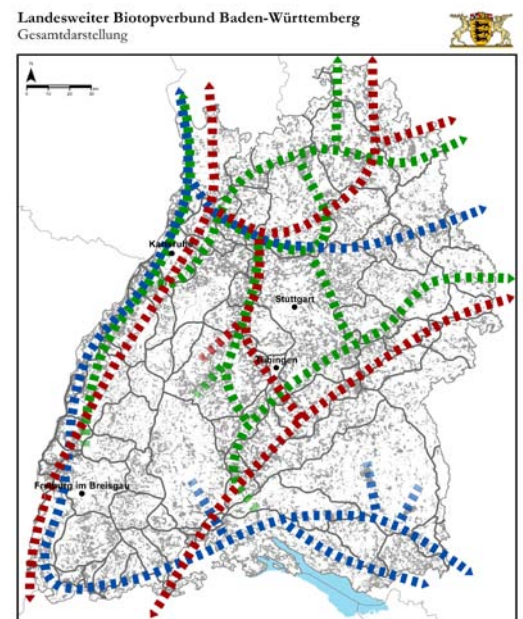 Landesweiter Biotopverbund Baden-Württemberg
Gesamtdarstellung
N
Karlsruhe
Stuttgart
Tübingen
Freiburg im Breisgau